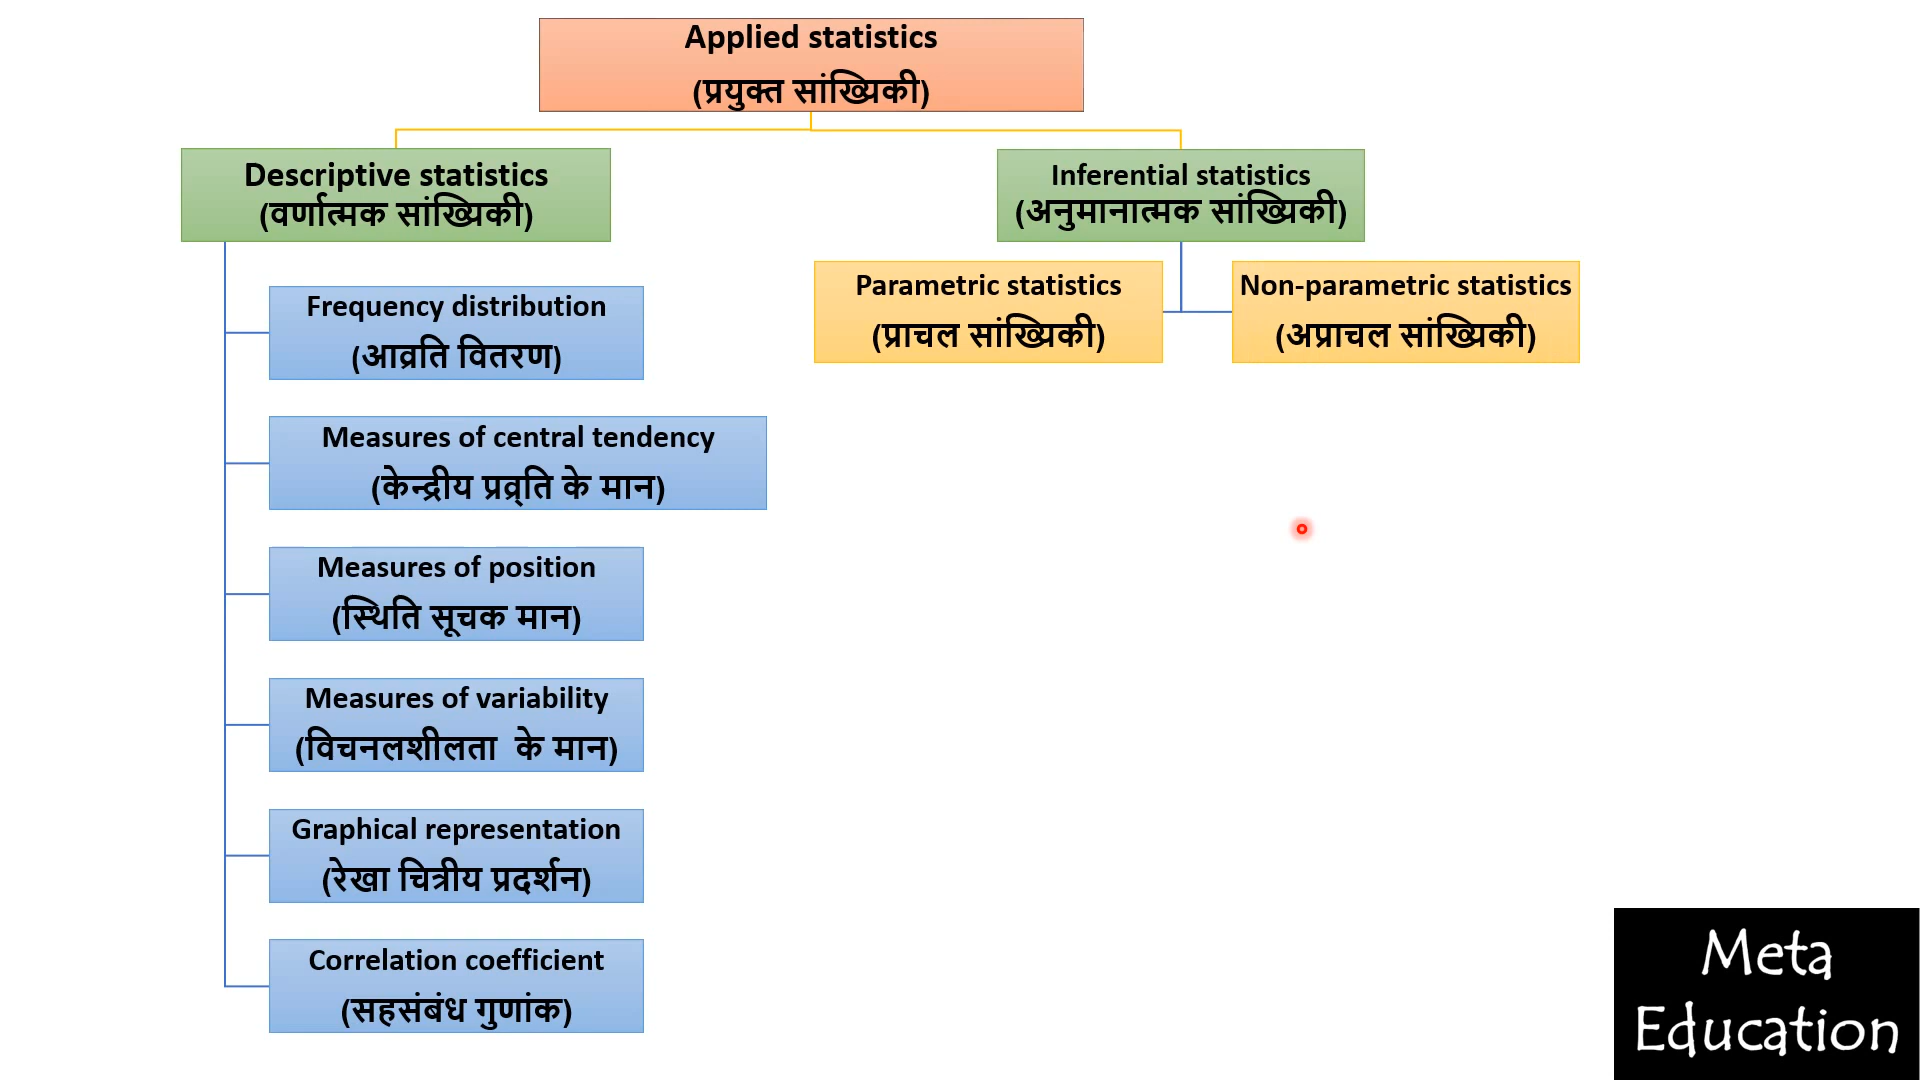 Applied statistics
(प्रयुक्त सांख्यिकी)
Descriptive statistics
(वर्णात्मक सांख्यिकी)
Inferential statistics
(अनुमानात्मक सांख्यिकी)
Parametric statistics
(प्राचल सांख्यिकी)
Non-parametric statistics
(अप्राचल सांख्यिकी)
Frequency distribution
(आव्रति वितरण)
Measures of central tendency
(केन्द्रीय प्रव्र्ति के मान)
Measures of position
(स्थिति सूचक मान)
Measures of variability
(विचनलशीलता के मान)
Graphical representation
(रेखा चित्रीय प्रदर्शन)
Correlation coefficient
(सहसंबंध गुणांक)
Meta
Education